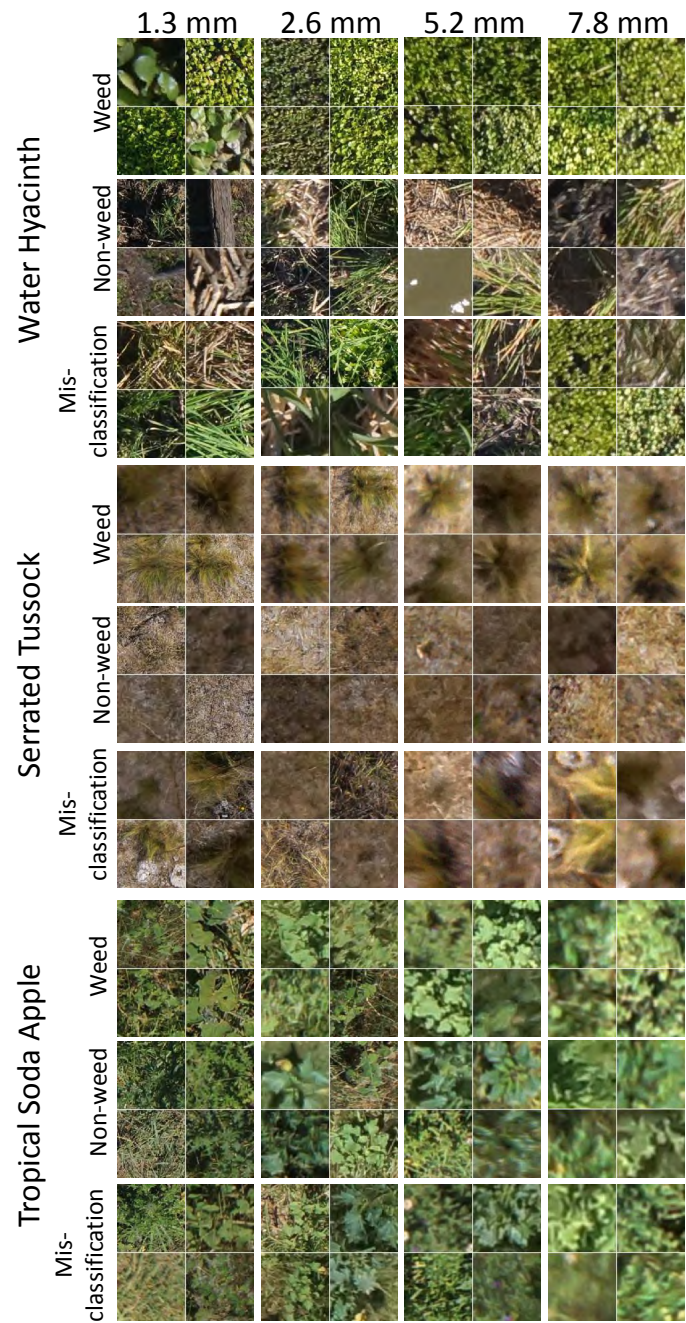 1.3 mm 2.6 mm 5.2 mm 7.8 mm
Water Hyacinth
Weed
Non-weed
Mis-
classification
Serrated Tussock
Weed
Non-weed
Mis-
classification
Tropical Soda Apple
Weed
Non-weed
Mis-
classification